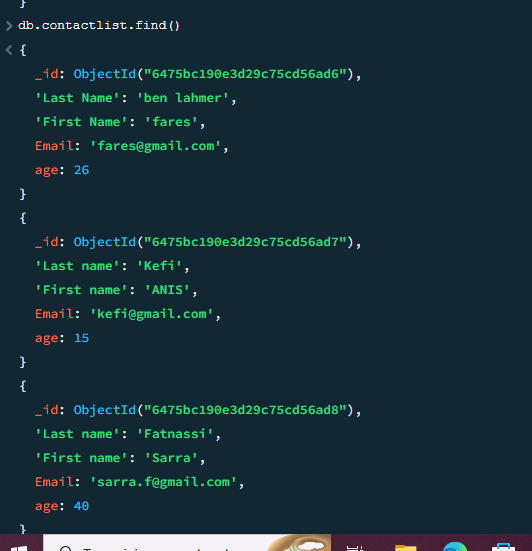 }
> db.contactlist.find()
< {
_id: ObjectId("6475bc190e3d29c75cd56ad6"),
'Last Name': 'ben lahmer',
'First Name': 'fares',
Email: 'fares@gmail.com',
age: 26
}
{
_id: ObjectId("6475bc190e3d29c75cd56ad7"),
'Last name': 'Kefi',
'First name': 'ANIS',
Email: 'kefi@gmail.com',
age: 15
}
{
_id: ObjectId("6475bc190e3d29c75cd56ad8"),
'Last name': 'Fatnassi',
'First name': 'Sarra',
Email: 'sarra.f@gmail.com',
age: 40
}